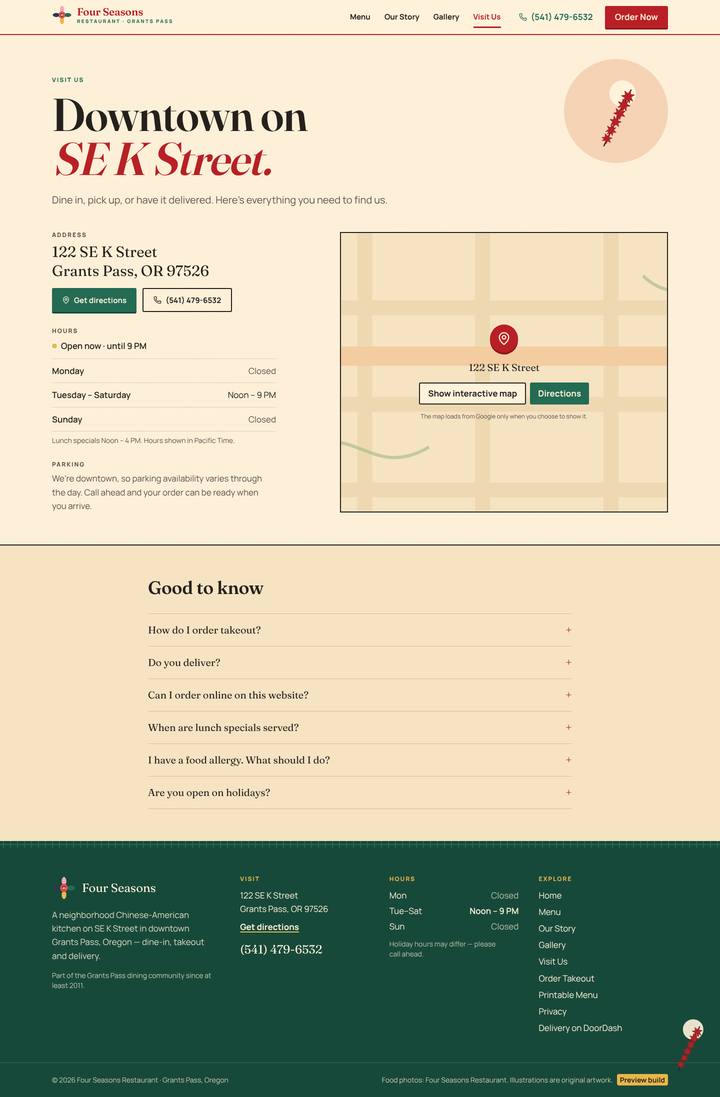 Four Seasons
RESTAURANT · GRANTS PASS
Menu
Our Story
Gallery
Visit Us
(541) 479-6532
Order Now
VISIT US
Downtown on
SE K Street.
Dine in, pick up, or have it delivered. Here's everything you need to find us.
ADDRESS
122 SE K Street
Grants Pass, OR 97526
Get directions
(541) 479-6532
HOURS
Open now · until 9 PM
Monday Closed
Tuesday – Saturday Noon – 9 PM
Sunday Closed
Lunch specials Noon – 4 PM. Hours shown in Pacific Time.
PARKING
We're downtown, so parking availability varies through
the day. Call ahead and your order can be ready when
you arrive.
122 SE K Street
Show interactive map
Directions
The map loads from Google only when you choose to show it.
Good to know
How do I order takeout? +
Do you deliver? +
Can I order online on this website? +
When are lunch specials served? +
I have a food allergy. What should I do? +
Are you open on holidays? +
Four Seasons
A neighborhood Chinese-American
kitchen on SE K Street in downtown
Grants Pass, Oregon — dine-in, takeout
and delivery.
Part of the Grants Pass dining community since at
least 2011.
VISIT
122 SE K Street
Grants Pass, OR 97526
Get directions
(541) 479-6532
HOURS
Mon Closed
Tue–Sat Noon – 9 PM
Sun Closed
Holiday hours may differ — please
call ahead.
EXPLORE
Home
Menu
Our Story
Gallery
Visit Us
Order Takeout
Printable Menu
Privacy
Delivery on DoorDash
© 2026 Four Seasons Restaurant · Grants Pass, Oregon
Food photos: Four Seasons Restaurant. Illustrations are original artwork.
Preview build